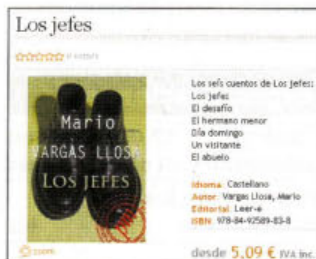 Los jefes
Mario
VARGAS LLOSA
LOS JEFES
zoom
Los seis cuentos de Los jefes:
Los jefes
El desafío
El hermano menor
Día domingo
Un visitante
El abuelo
Idioma: Castellano
Autor: Vargas Llosa, Mario
Editorial: Leer-e
ISBN: 978-84-92589-83-8
desde 5,09 € IVA inc.